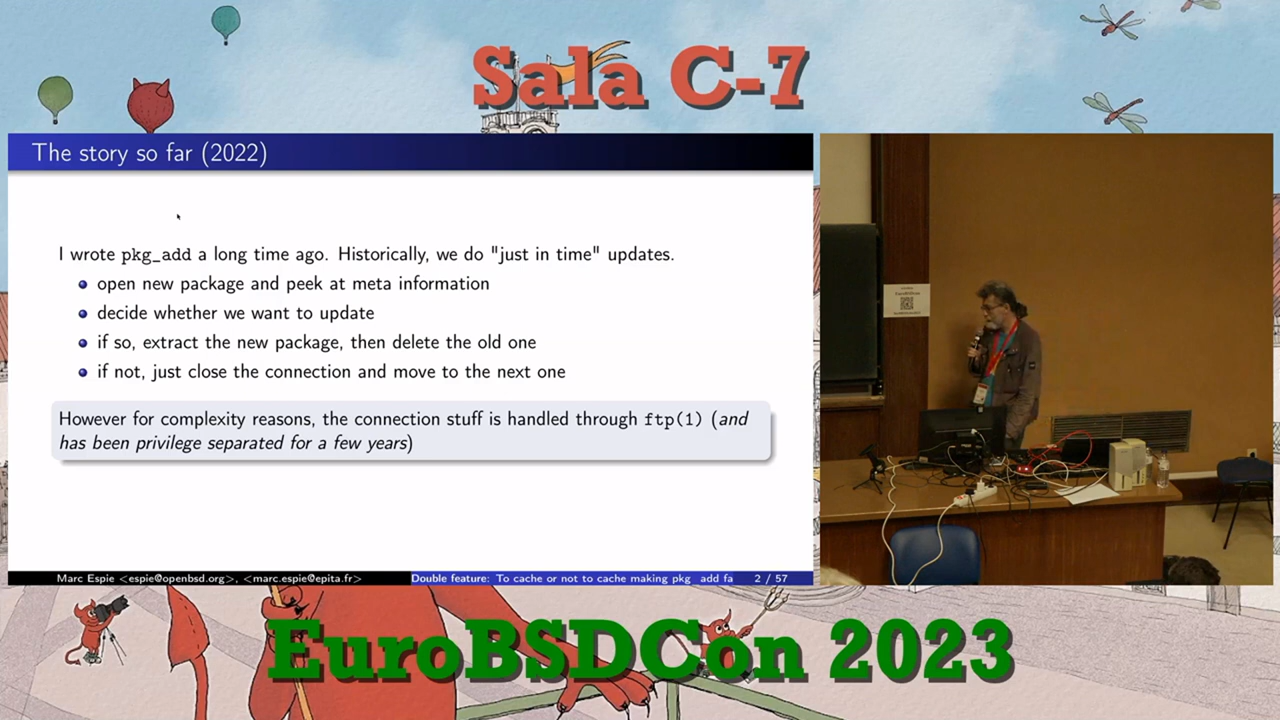 Sala C-7
The story so far (2022)
I wrote pkg_add a long time ago. Historically, we do "just in time" updates.
open new package and peek at meta information
decide whether we want to update
if so, extract the new package, then delete the old one
if not, just close the connection and move to the next one
However for complexity reasons, the connection stuff is handled through ftp(1) (and
has been privilege separated for a few years)
Marc Espie <espie@openbsd.org>, <marc.espie@epita.fr>
Double feature: To cache or not to cache making pkg_add fa
2 / 57
EuroBSDCon 2023